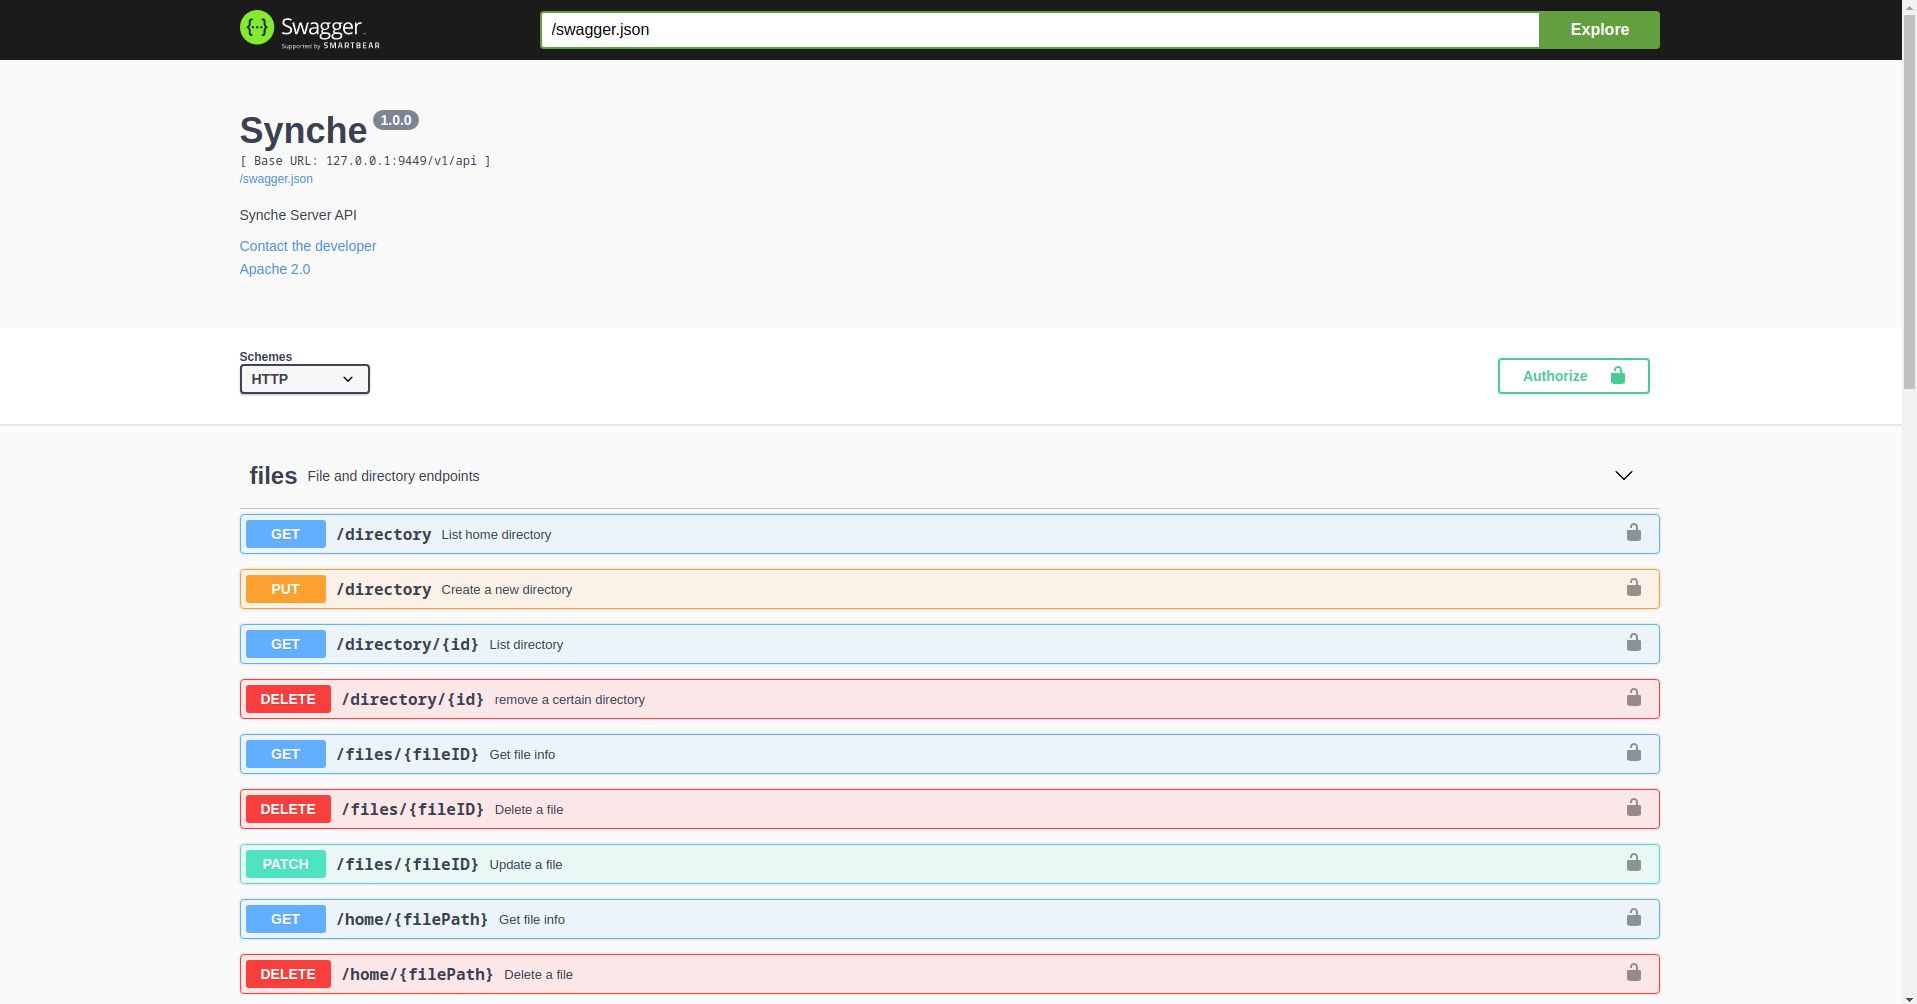 Swagger
Supported by SMARTBEAR
/swagger.json
Explore
Synche 1.0.0
[ Base URL: 127.0.0.1:9449/v1/api ]
/swagger.json
Synche Server API
Contact the developer
Apache 2.0
Schemes
HTTP
Authorize
files File and directory endpoints
GET /directory List home directory
PUT /directory Create a new directory
GET /directory/{id} List directory
DELETE /directory/{id} remove a certain directory
GET /files/{fileID} Get file info
DELETE /files/{fileID} Delete a file
PATCH /files/{fileID} Update a file
GET /home/{filePath} Get file info
DELETE /home/{filePath} Delete a file